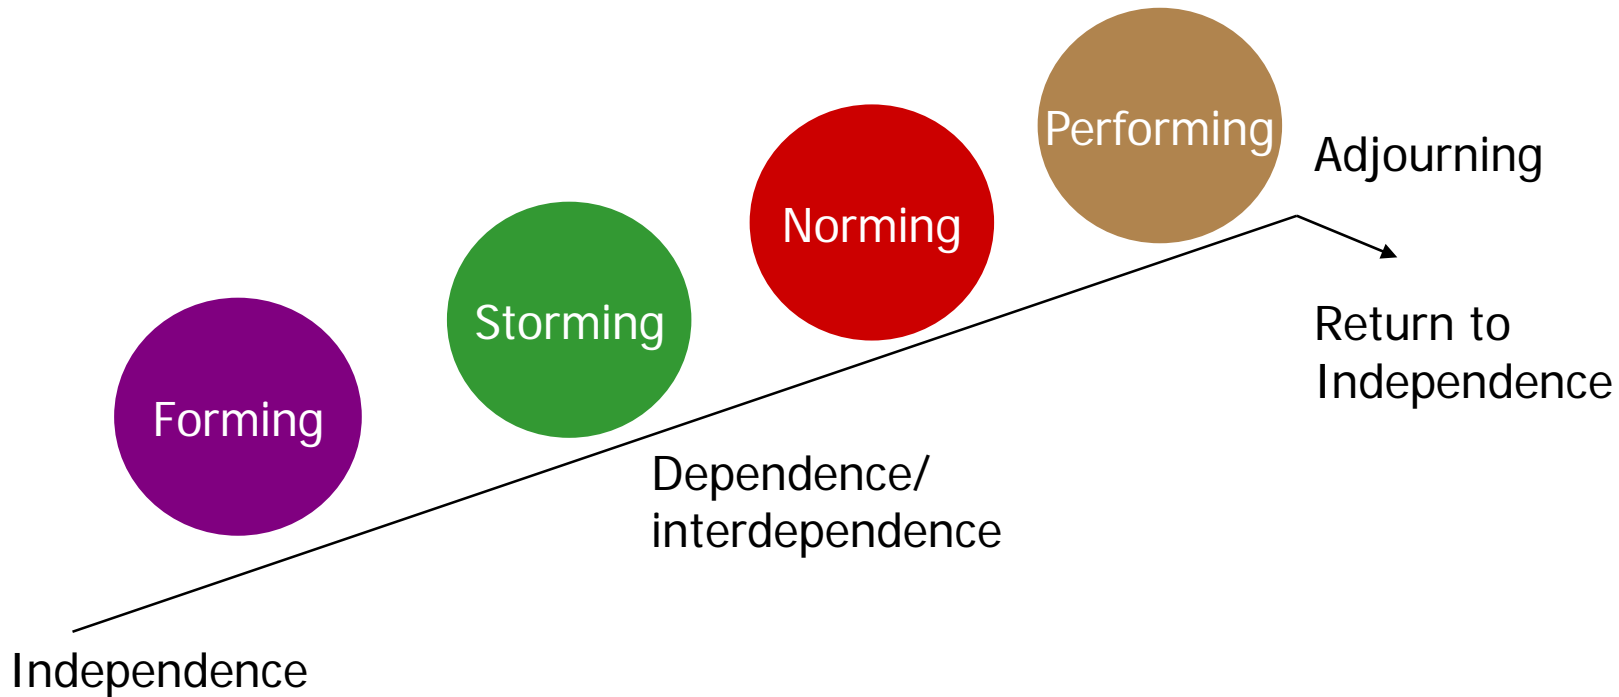 Forming
Storming
Norming
Performing
Adjourning
Return to
Independence
Dependence/
interdependence
Independence